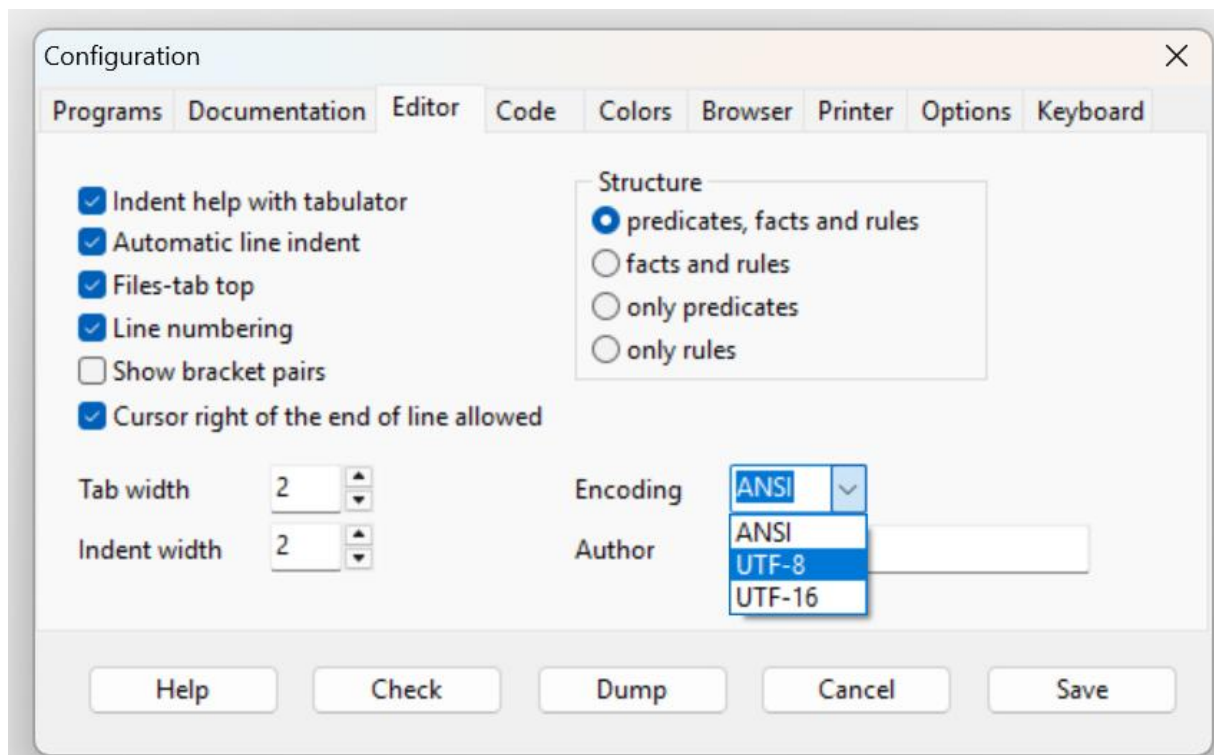 Configuration
Programs Documentation Editor Code Colors Browser Printer Options Keyboard
Indent help with tabulator
Automatic line indent
Files-tab top
Line numbering
Show bracket pairs
Cursor right of the end of line allowed
Structure
predicates, facts and rules
facts and rules
only predicates
only rules
Tab width 2
Indent width 2
Encoding ANSI
ANSI
UTF-8
UTF-16
Author
Help Check Dump Cancel Save